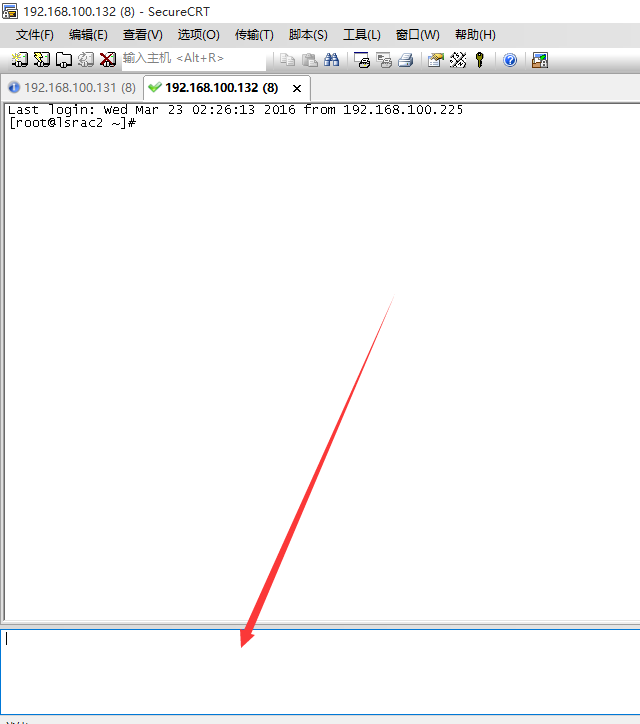 192.168.100.132 (8) - SecureCRT
文件(F) 编辑(E) 查看(V) 选项(O) 传输(T) 脚本(S) 工具(L) 窗口(W) 帮助(H)
输入主机 <Alt+R>
192.168.100.131 (8) 192.168.100.132 (8)
Last login: Wed Mar 23 02:26:13 2016 from 192.168.100.225
[root@lsrac2 ~]#